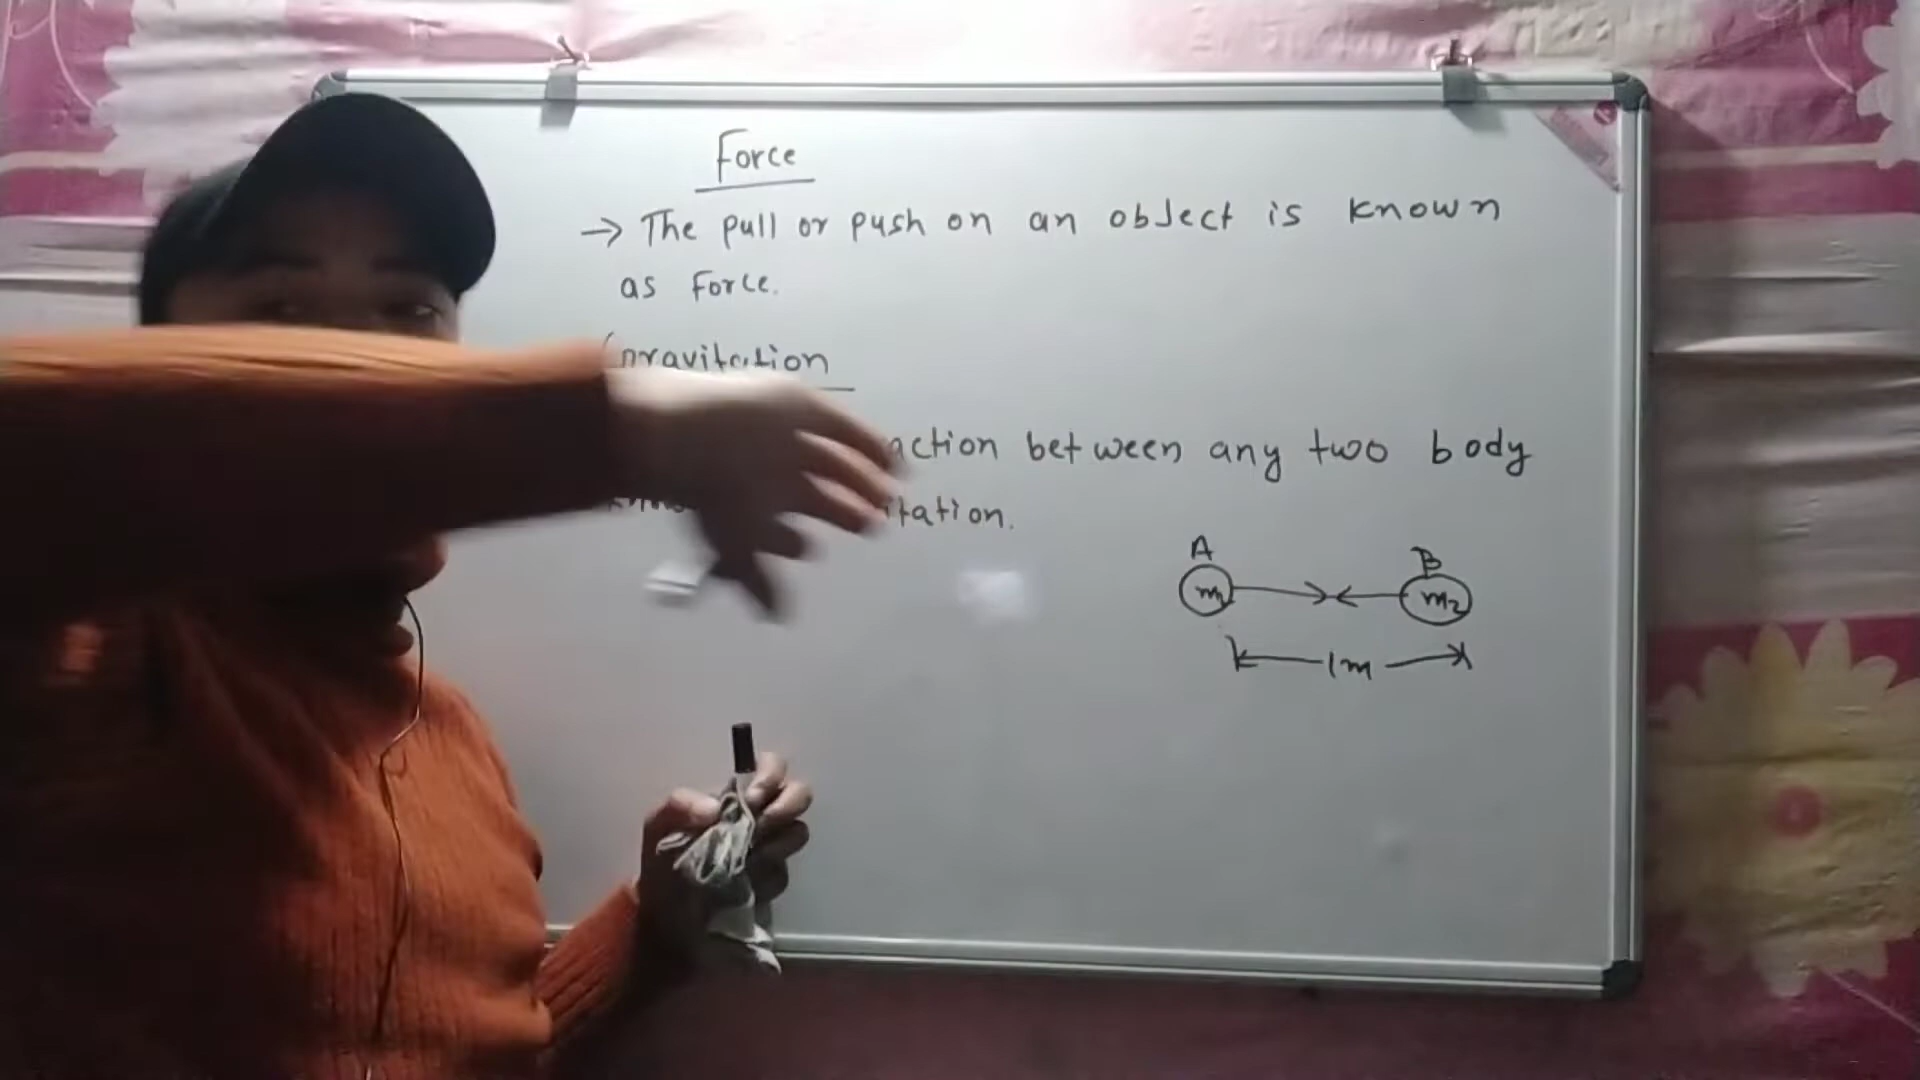 Force
→ The pull or push on an object is known
as Force.
Gravitation
between any two body
A
B
m1
m2
1m